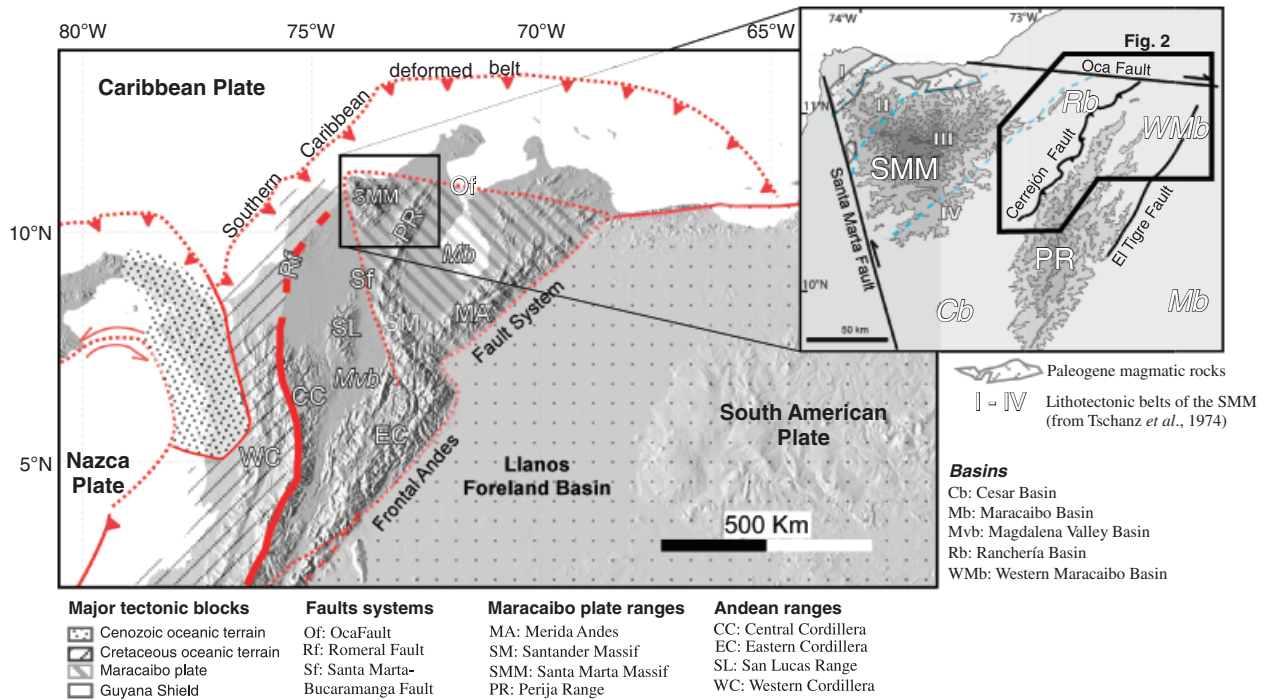 80°W 75°W 70°W 65°W
Caribbean Plate
Southern Caribbean deformed belt
10°N
5°N
Nazca
Plate
SMM
PR
Of
Mb
Rf
Sf
SL
SM
MA
Mvb
CC
WC
EC
Fault System
Frontal Andes
South American
Plate
Llanos
Foreland Basin
500 Km
74°W 73°W
Fig. 2
Oca Fault
11°N
I
II
III
IV
SMM
Rb
WMb
Cerrejón Fault
Santa Marta Fault
El Tigre Fault
PR
10°N
Cb
Mb
50 km
Paleogene magmatic rocks
I - IV Lithotectonic belts of the SMM
(from Tschanz et al., 1974)
Basins
Cb: Cesar Basin
Mb: Maracaibo Basin
Mvb: Magdalena Valley Basin
Rb: Ranchería Basin
WMb: Western Maracaibo Basin
Major tectonic blocks
Cenozoic oceanic terrain
Cretaceous oceanic terrain
Maracaibo plate
Guyana Shield
Faults systems
Of: OcaFault
Rf: Romeral Fault
Sf: Santa Marta-
Bucaramanga Fault
Maracaibo plate ranges
MA: Merida Andes
SM: Santander Massif
SMM: Santa Marta Massif
PR: Perija Range
Andean ranges
CC: Central Cordillera
EC: Eastern Cordillera
SL: San Lucas Range
WC: Western Cordillera